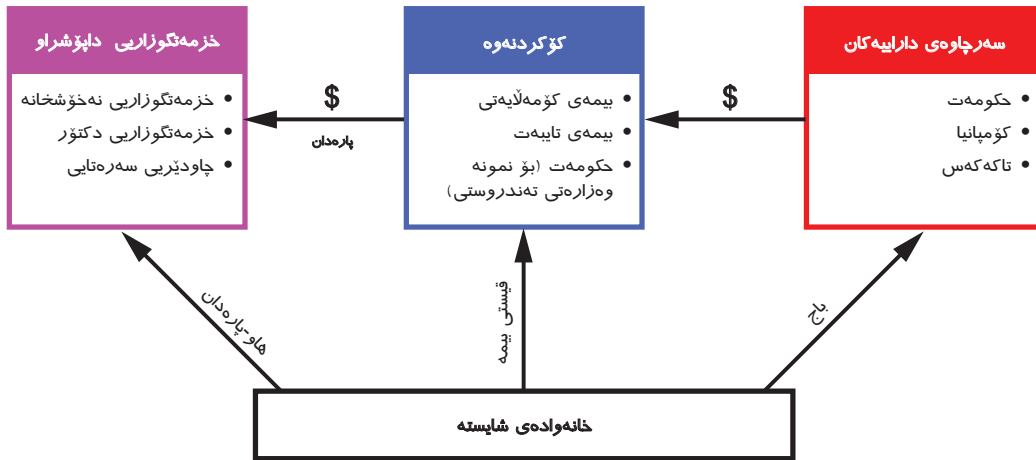 سەرچاوەی داراییەکان
حکومەت
کۆمپانیا
تاکەکەس
$
کۆکردنەوە
بیمەی کۆمەڵایەتی
بیمەی تایبەت
حکومەت (بۆ نمونە
وەزارەتی تەندروستی)
$
پارەدان
خزمەتگوزاریی داپۆشراو
خزمەتگوزاریی نەخۆشخانە
خزمەتگوزاریی دکتۆر
چاودێریی سەرەتایی
باج
قیستی بیمە
هاو-پارەدان
خانەوادەی شایستە